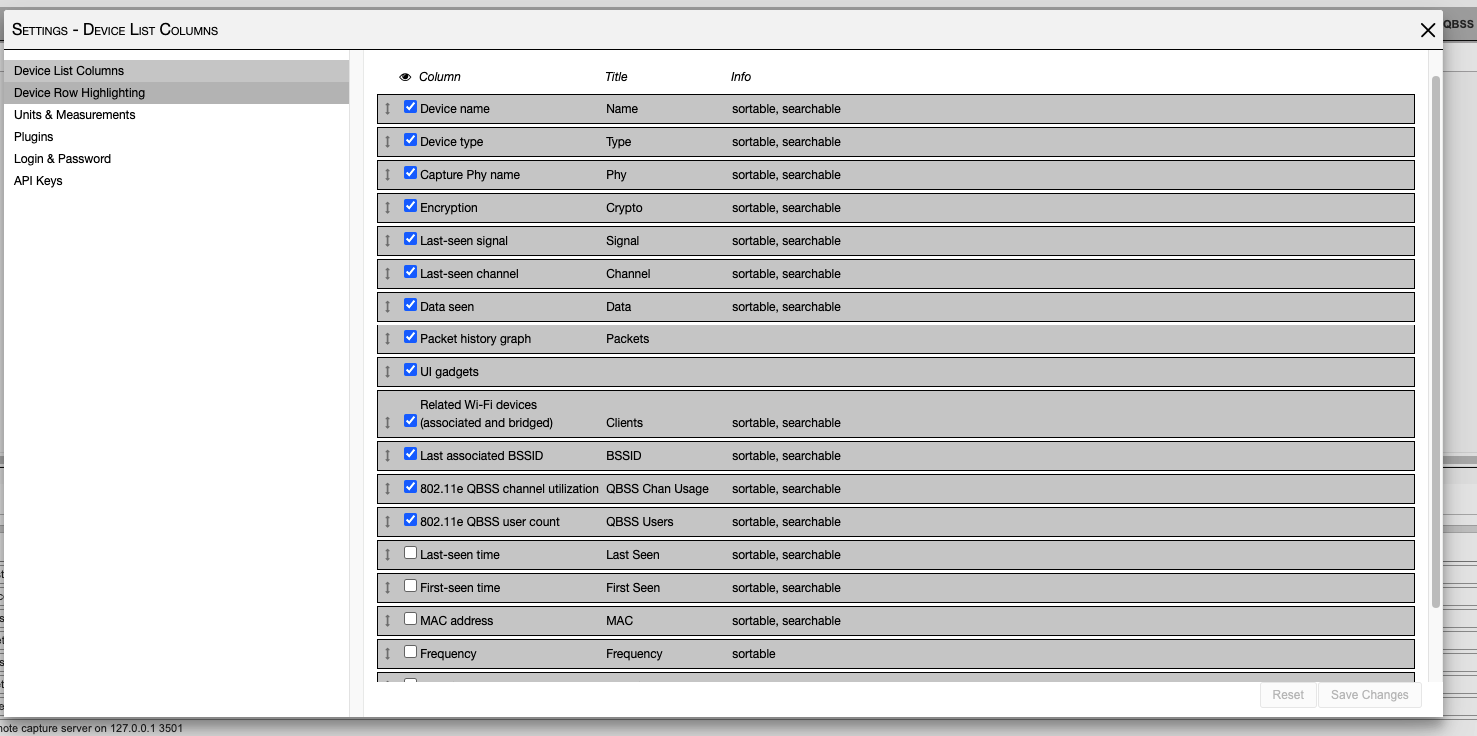 SETTINGS - DEVICE LIST COLUMNS
QBSS
Device List Columns
Device Row Highlighting
Units & Measurements
Plugins
Login & Password
API Keys
Column Title Info
Device name Name sortable, searchable
Device type Type sortable, searchable
Capture Phy name Phy sortable, searchable
Encryption Crypto sortable, searchable
Last-seen signal Signal sortable, searchable
Last-seen channel Channel sortable, searchable
Data seen Data sortable, searchable
Packet history graph Packets
UI gadgets
Related Wi-Fi devices
(associated and bridged) Clients sortable, searchable
Last associated BSSID BSSID sortable, searchable
802.11e QBSS channel utilization QBSS Chan Usage sortable, searchable
802.11e QBSS user count QBSS Users sortable, searchable
Last-seen time Last Seen sortable, searchable
First-seen time First Seen sortable, searchable
MAC address MAC sortable, searchable
Frequency Frequency sortable
Reset Save Changes
note capture server on 127.0.0.1 3501